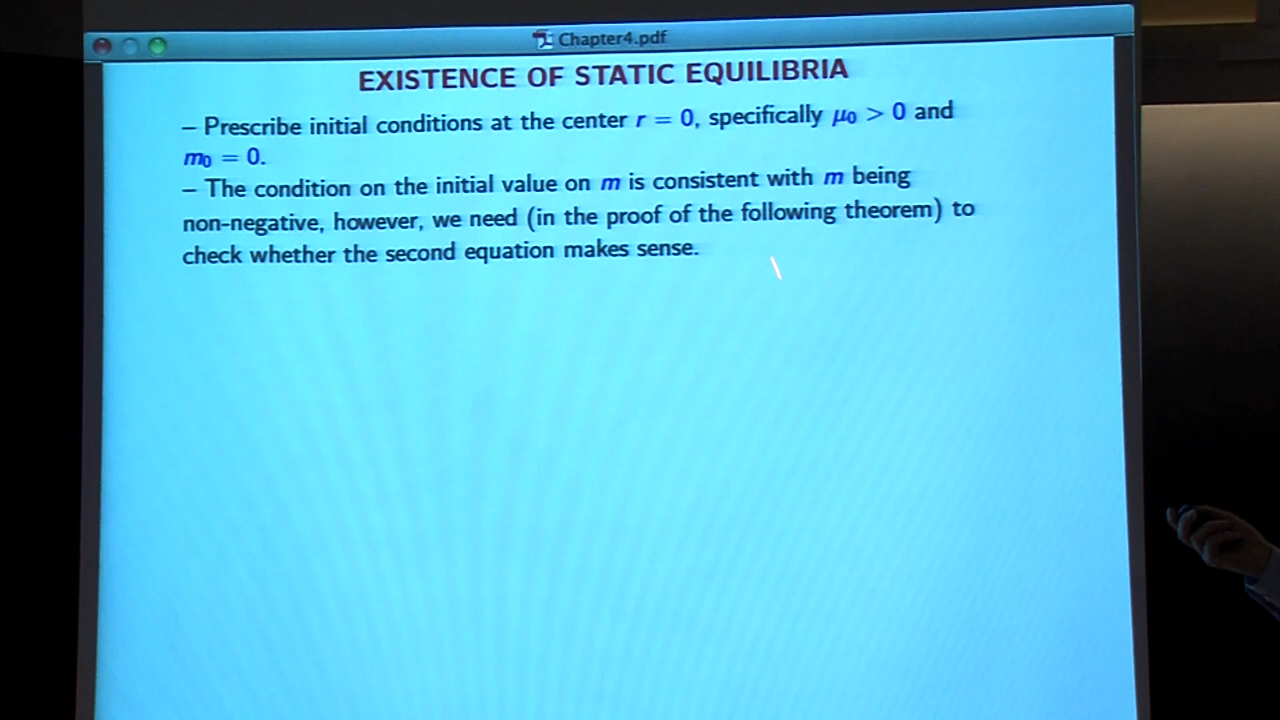 Chapter4.pdf
EXISTENCE OF STATIC EQUILIBRIA
– Prescribe initial conditions at the center r = 0, specifically μ0 > 0 and
m0 = 0.
– The condition on the initial value on m is consistent with m being
non-negative, however, we need (in the proof of the following theorem) to
check whether the second equation makes sense.